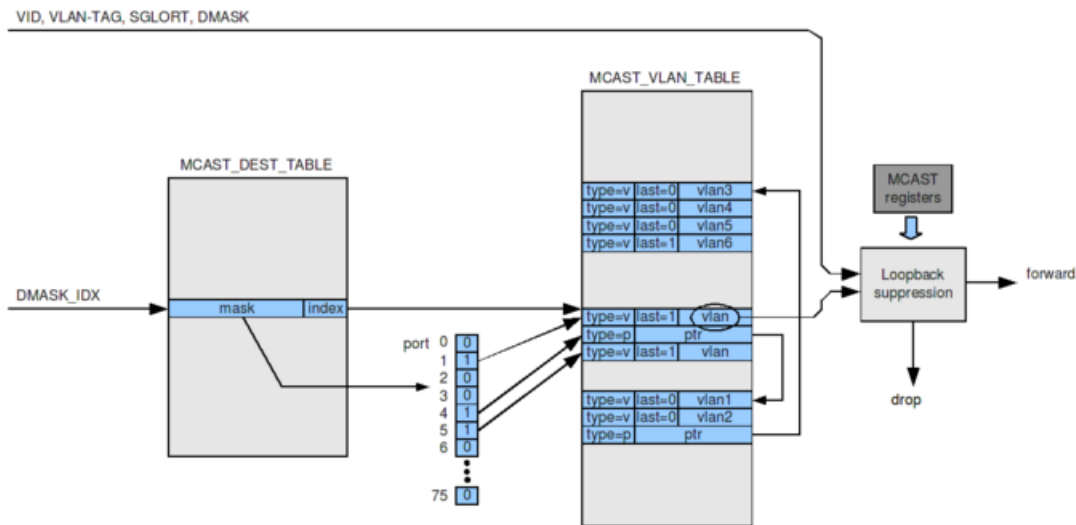 VID, VLAN-TAG, SGLORT, DMASK
MCAST_VLAN_TABLE
MCAST_DEST_TABLE
type=v last=0 vlan3
type=v last=0 vlan4
type=v last=0 vlan5
type=v last=1 vlan6
MCAST
registers
Loopback
suppression
forward
drop
DMASK_IDX
mask index
type=v last=1 vlan
type=p ptr
type=v last=1 vlan
port 0 0
1 1
2 0
3 0
4 1
5 1
6 0
75 0
type=v last=0 vlan1
type=v last=0 vlan2
type=p ptr